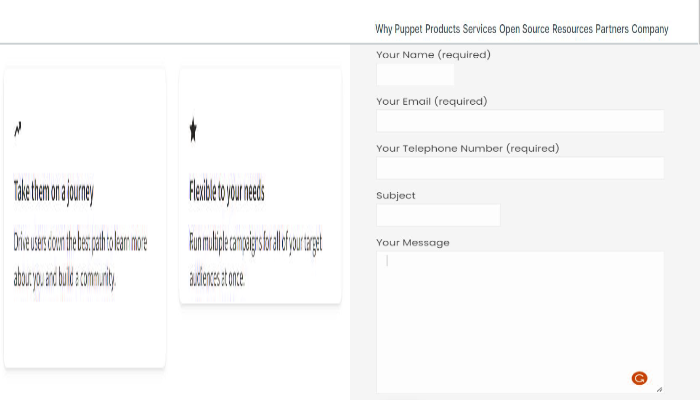 Why Puppet Products Services Open Source Resources Partners Company
Take them on a journey
Drive users down the best path to learn more
about you and build a community.
Flexible to your needs
Run multiple campaigns for all of your target
audiences at once.
Your Name (required)
Your Email (required)
Your Telephone Number (required)
Subject
Your Message